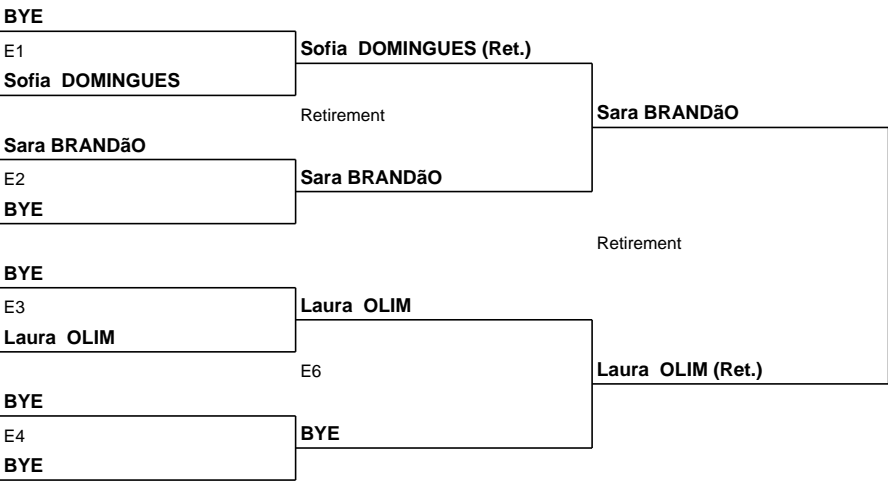 BYE
E1
Sofia DOMINGUES (Ret.)
Sofia DOMINGUES
Retirement
Sara BRANDãO
Sara BRANDãO
E2
Sara BRANDãO
BYE
Retirement
BYE
E3
Laura OLIM
Laura OLIM
E6
Laura OLIM (Ret.)
BYE
E4
BYE
BYE